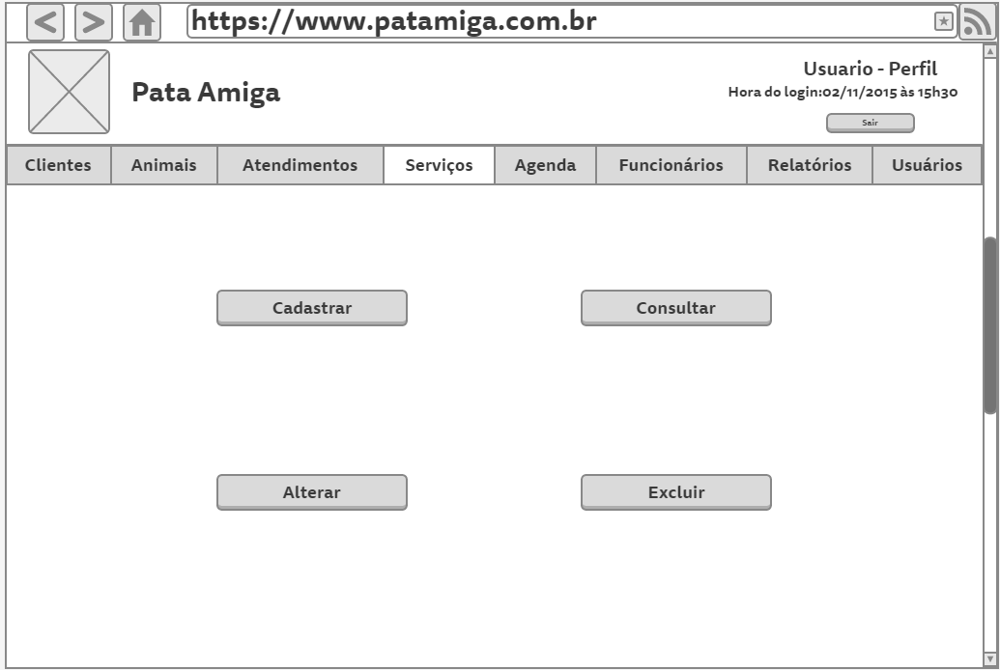 https://www.patamiga.com.br
Usuario - Perfil
Pata Amiga
Hora do login:02/11/2015 às 15h30
Sair
Clientes Animais Atendimentos Serviços Agenda Funcionários Relatórios Usuários
Cadastrar Consultar
Alterar Excluir